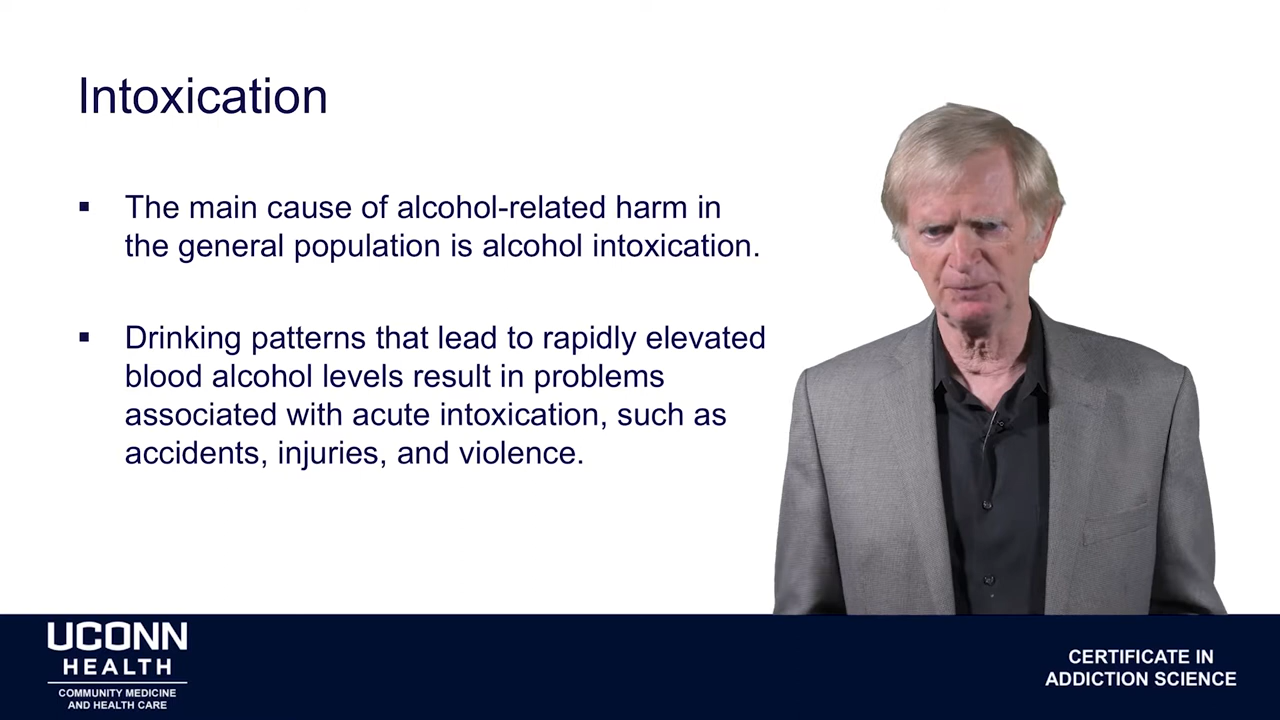 Intoxication
▪ The main cause of alcohol-related harm in
the general population is alcohol intoxication.
▪ Drinking patterns that lead to rapidly elevated
blood alcohol levels result in problems
associated with acute intoxication, such as
accidents, injuries, and violence.
UCONN
HEALTH
COMMUNITY MEDICINE
AND HEALTH CARE
CERTIFICATE IN
ADDICTION SCIENCE